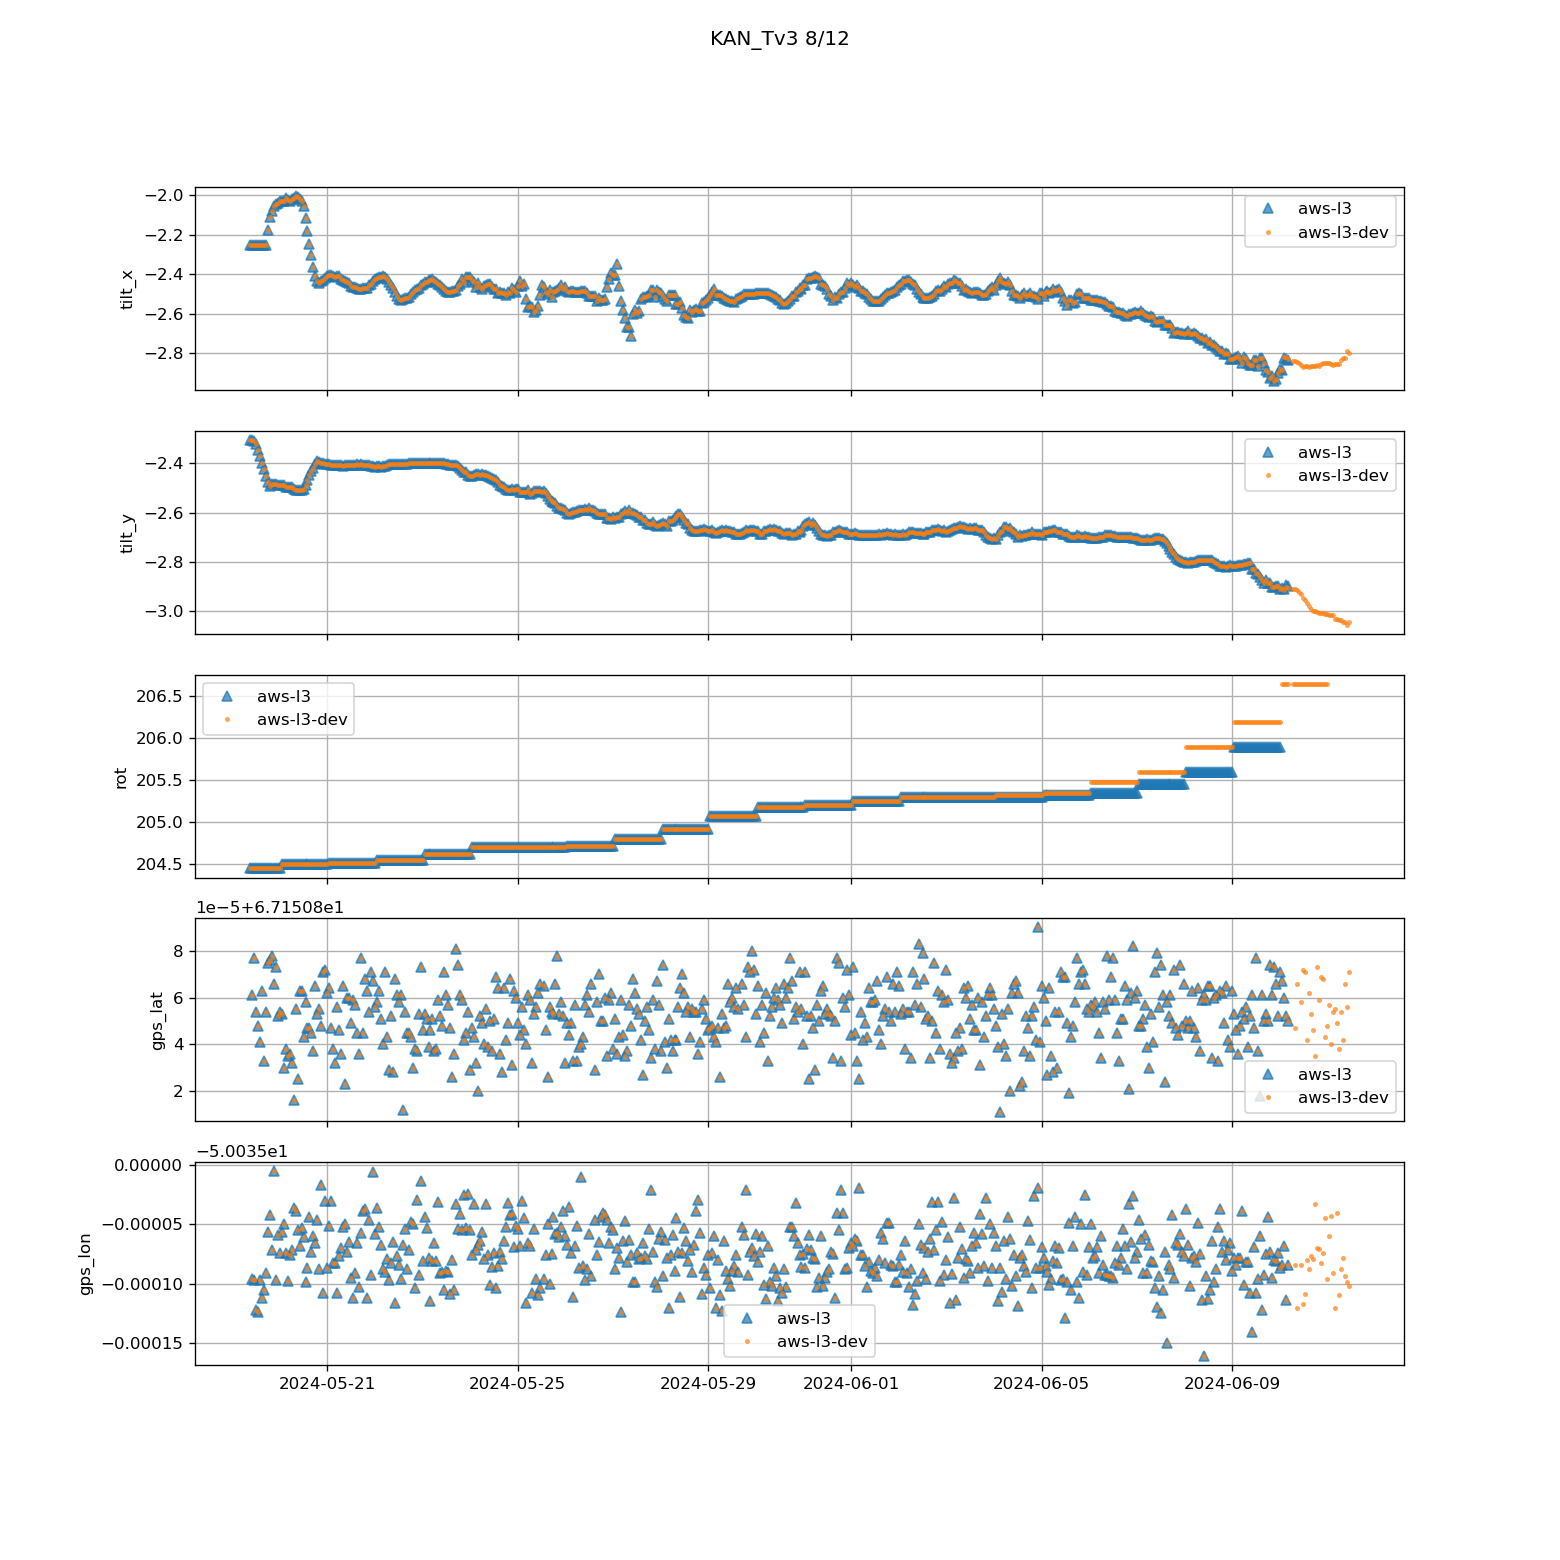 KAN_Tv3 8/12
−2.0
−2.2
−2.4
−2.6
−2.8
tilt_x
aws-l3
aws-l3-dev
−2.4
−2.6
−2.8
−3.0
tilt_y
aws-l3
aws-l3-dev
206.5
206.0
205.5
205.0
204.5
rot
aws-l3
aws-l3-dev
1e−5+6.71508e1
8
6
4
2
gps_lat
aws-l3
aws-l3-dev
−5.0035e1
0.00000
−0.00005
−0.00010
−0.00015
gps_lon
aws-l3
aws-l3-dev
2024-05-21
2024-05-25
2024-05-29
2024-06-01
2024-06-05
2024-06-09